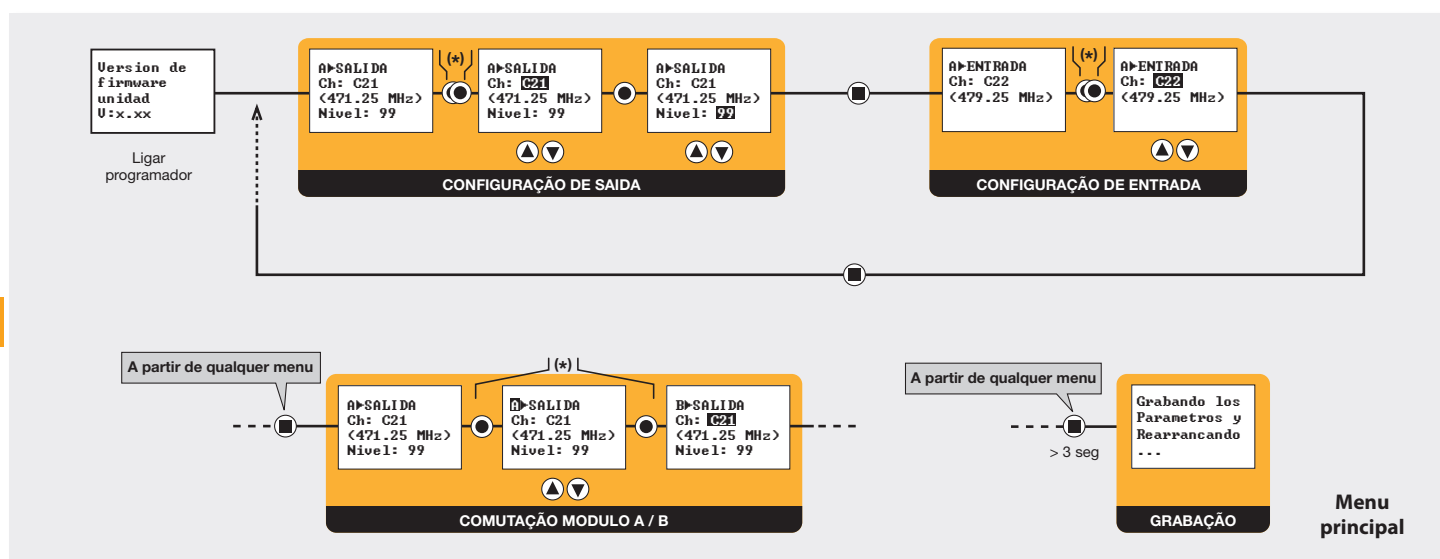 Version de
firmware
unidad
V:x.xx
Ligar
programador
A▶SALIDA
Ch: C21
(471.25 MHz)
Nivel: 99
(*)
A▶SALIDA
Ch: C21
(471.25 MHz)
Nivel: 99
A▶SALIDA
Ch: C21
(471.25 MHz)
Nivel: 99
CONFIGURAÇÃO DE SAIDA
A▶ENTRADA
Ch: C22
(479.25 MHz)
(*)
A▶ENTRADA
Ch: C22
(479.25 MHz)
CONFIGURAÇÃO DE ENTRADA
A partir de qualquer menu
A▶SALIDA
Ch: C21
(471.25 MHz)
Nivel: 99
(*)
A▶SALIDA
Ch: C21
(471.25 MHz)
Nivel: 99
B▶SALIDA
Ch: C21
(471.25 MHz)
Nivel: 99
COMUTAÇÃO MODULO A / B
A partir de qualquer menu
> 3 seg
Grabando los
Parametros y
Rearrancando
...
GRABAÇÃO
Menu
principal